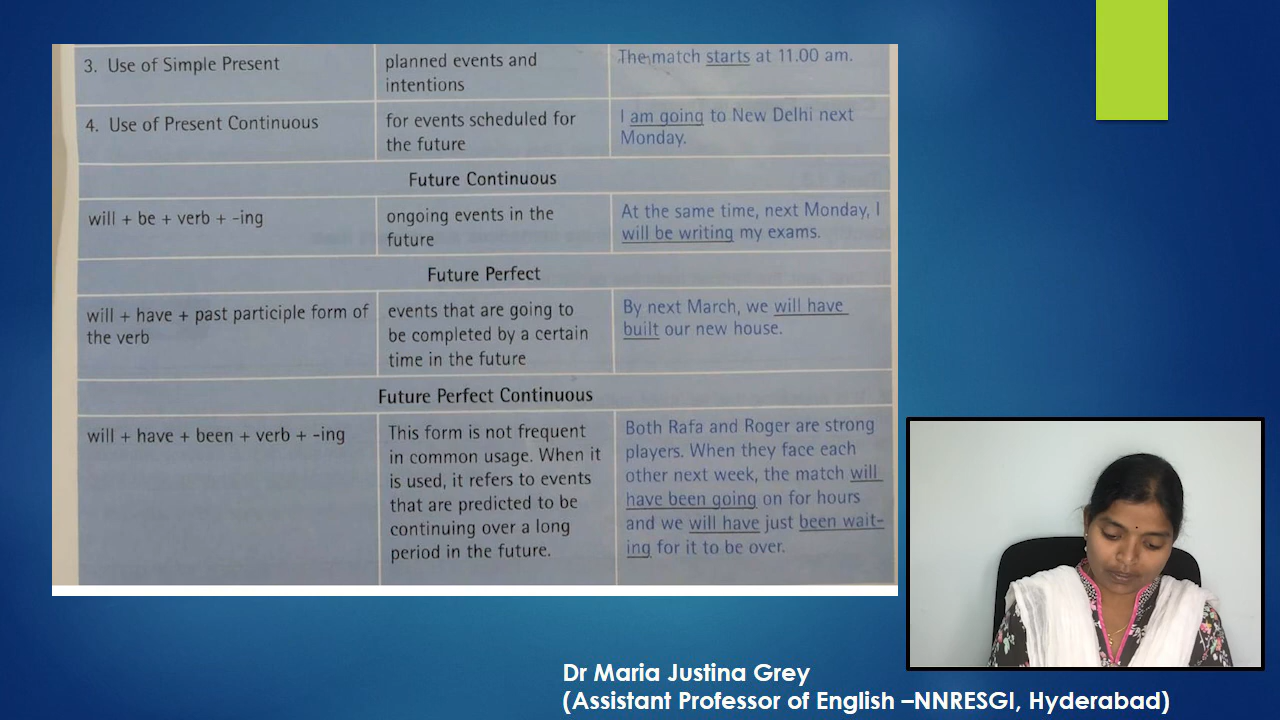 3. Use of Simple Present
planned events and
intentions
The match starts at 11.00 am.
4. Use of Present Continuous
for events scheduled for
the future
I am going to New Delhi next
Monday.
Future Continuous
will + be + verb + -ing
ongoing events in the
future
At the same time, next Monday, I
will be writing my exams.
Future Perfect
will + have + past participle form of
the verb
events that are going to
be completed by a certain
time in the future
By next March, we will have
built our new house.
Future Perfect Continuous
will + have + been + verb + -ing
This form is not frequent
in common usage. When it
is used, it refers to events
that are predicted to be
continuing over a long
period in the future.
Both Rafa and Roger are strong
players. When they face each
other next week, the match will
have been going on for hours
and we will have just been wait-
ing for it to be over.
Dr Maria Justina Grey
(Assistant Professor of English –NNRESGI, Hyderabad)